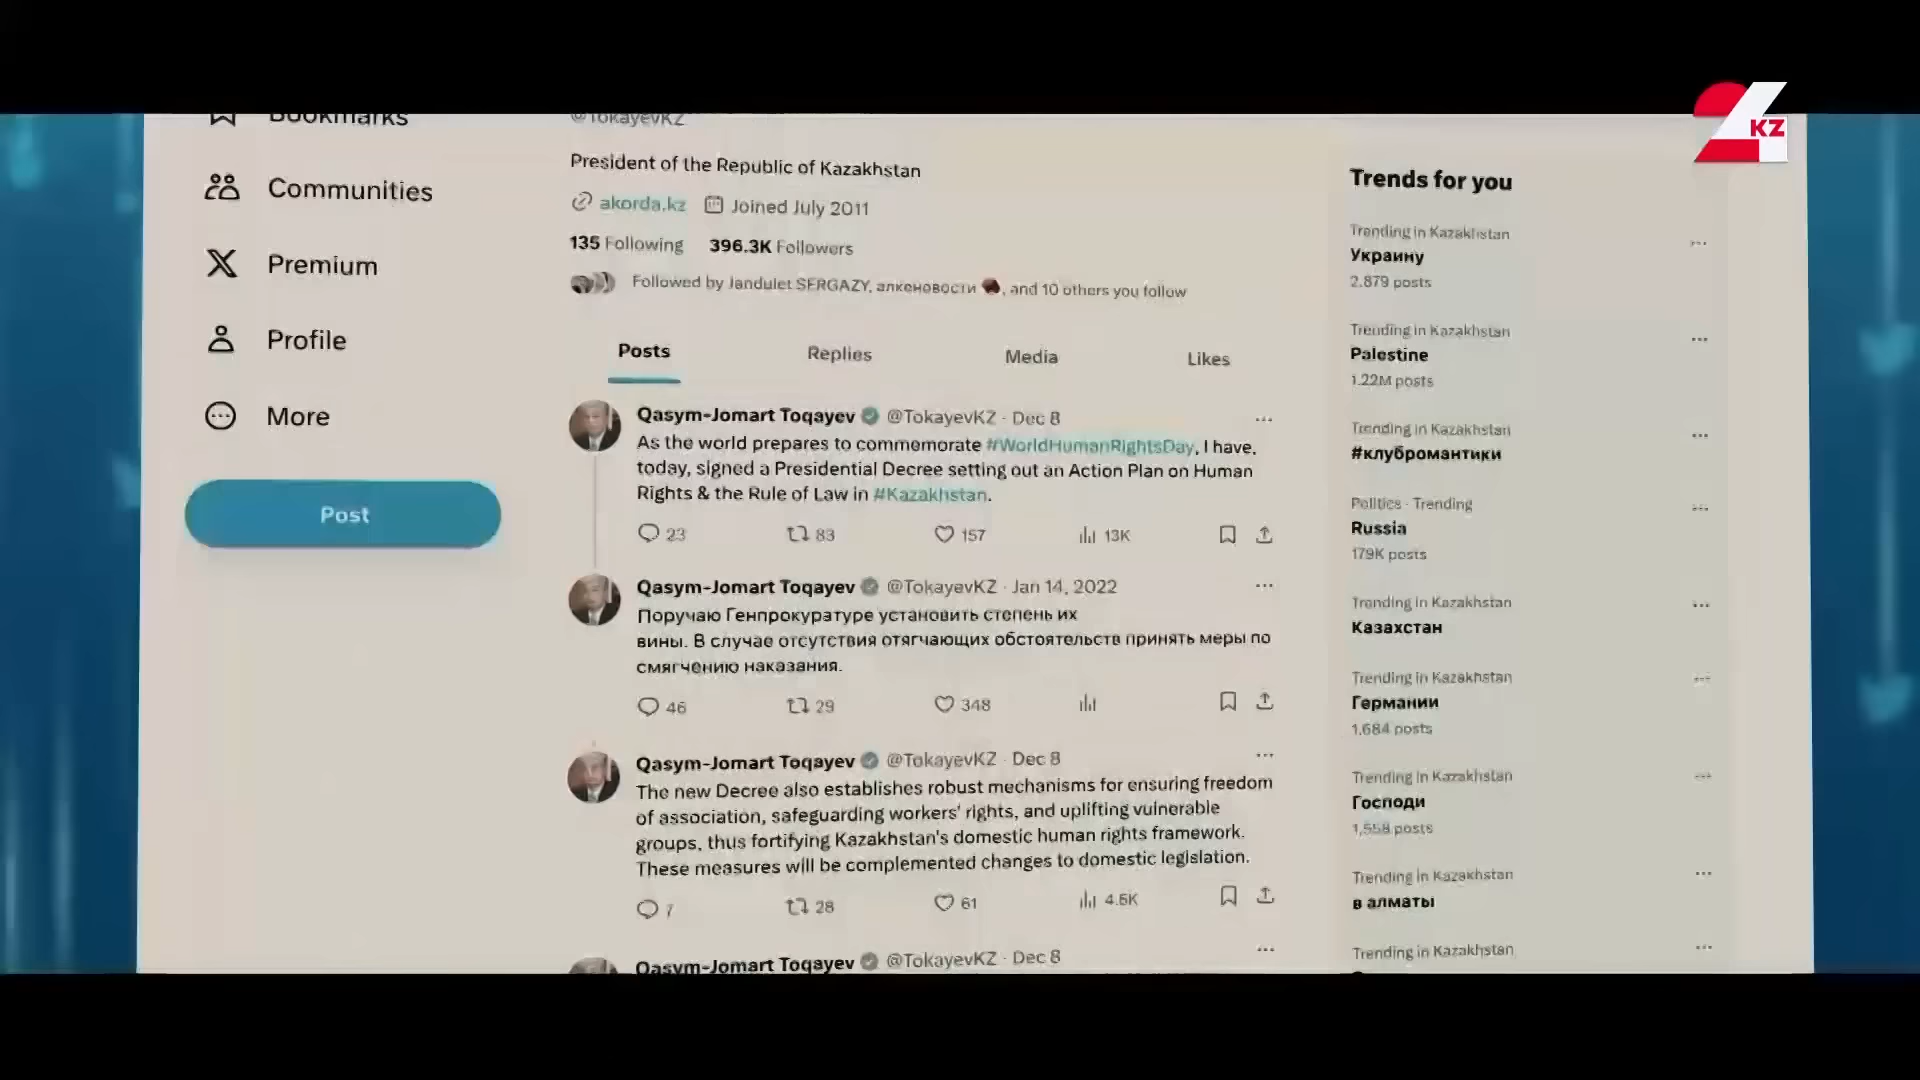 24 KZ
Bookmarks
Communities
Premium
Profile
More
Post
@TokayevKZ
President of the Republic of Kazakhstan
akorda.kz Joined July 2011
135 Following 396.3K Followers
Followed by Jandulet SERGAZY, алконовости , and 10 others you follow
Posts Replies Media Likes
Qasym-Jomart Toqayev @TokayevKZ · Dec 8 ...
As the world prepares to commemorate #WorldHumanRightsDay, I have,
today, signed a Presidential Decree setting out an Action Plan on Human
Rights & the Rule of Law in #Kazakhstan.
23 83 157 13K
Qasym-Jomart Toqayev @TokayevKZ · Jan 14, 2022 ...
Поручаю Генпрокуратуре установить степень их
вины. В случае отсутствия отягчающих обстоятельств принять меры по
смягчению наказания.
46 29 348
Qasym-Jomart Toqayev @TokayevKZ · Dec 8 ...
The new Decree also establishes robust mechanisms for ensuring freedom
of association, safeguarding workers' rights, and uplifting vulnerable
groups, thus fortifying Kazakhstan's domestic human rights framework.
These measures will be complemented changes to domestic legislation.
7 28 61 4.5K
Qasym-Jomart Toqayev @TokayevKZ · Dec 8 ...
Trends for you
Trending in Kazakhstan ...
Украину
2,879 posts
Trending in Kazakhstan ...
Palestine
1.22M posts
Trending in Kazakhstan ...
#клубромантики
Politics · Trending ...
Russia
179K posts
Trending in Kazakhstan ...
Казахстан
Trending in Kazakhstan ...
Германии
1,684 posts
Trending in Kazakhstan ...
Господи
1,558 posts
Trending in Kazakhstan ...
в алматы
Trending in Kazakhstan ...